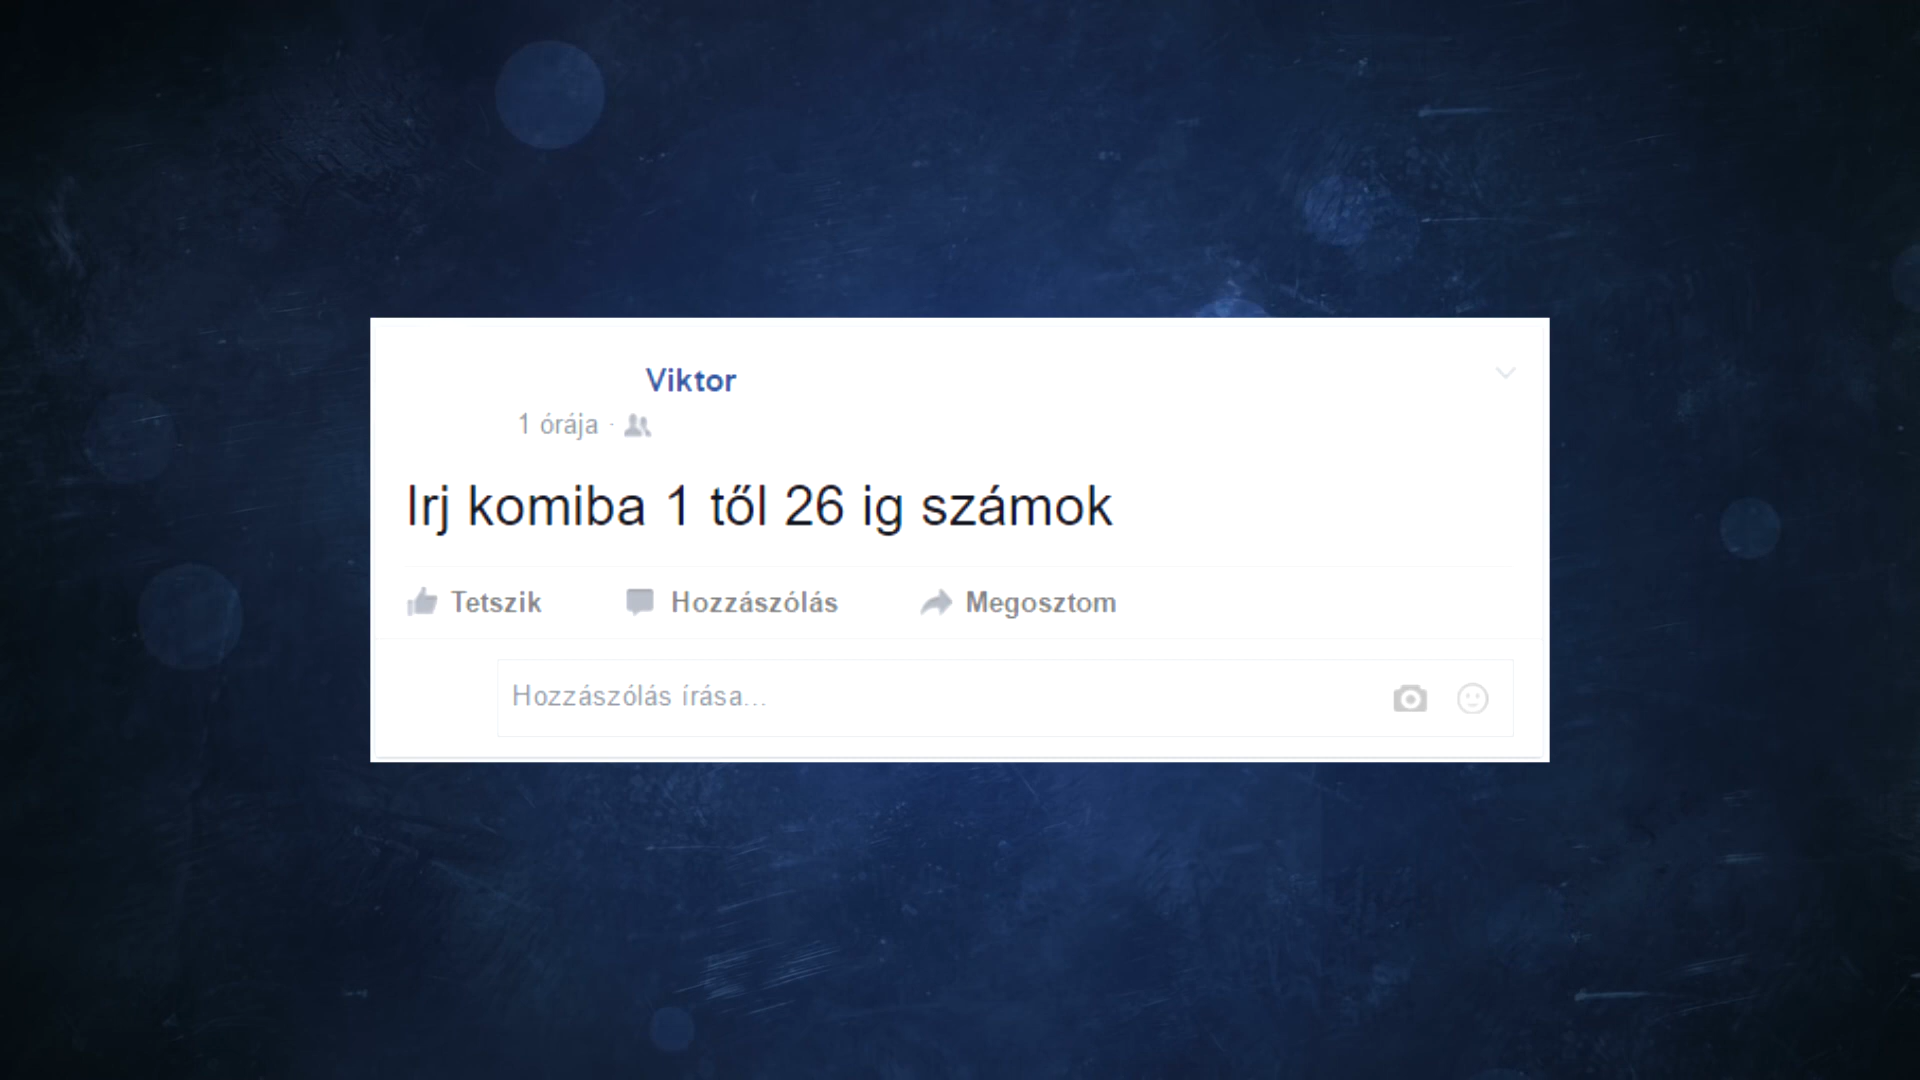 Viktor
1 órája ·
Irj komiba 1 től 26 ig számok
Tetszik Hozzászólás Megosztom
Hozzászólás írása...